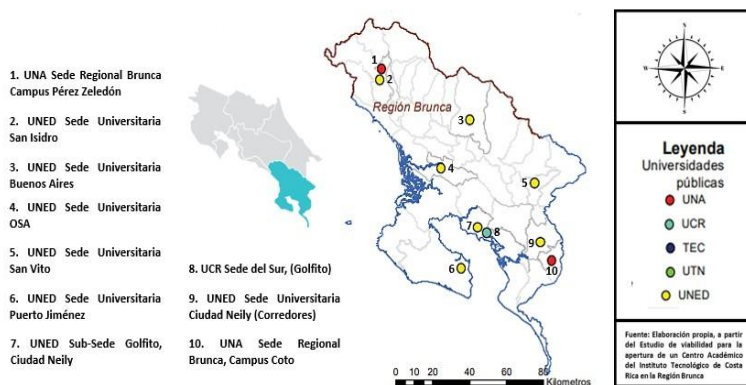 1. UNA Sede Regional Brunca
Campus Pérez Zeledón
2. UNED Sede Universitaria
San Isidro
3. UNED Sede Universitaria
Buenos Aires
4. UNED Sede Universitaria
OSA
5. UNED Sede Universitaria
San Vito
6. UNED Sede Universitaria
Puerto Jiménez
7. UNED Sub-Sede Golfito,
Ciudad Neily
8. UCR Sede del Sur, (Golfito)
9. UNED Sede Universitaria
Ciudad Neily (Corredores)
10. UNA Sede Regional
Brunca, Campus Coto
1
2
Región Brunca
3
4
5
7
8
9
6
10
0 10 20 40 60 80
Kilometros
Leyenda
Universidades
públicas
UNA
UCR
TEC
UTN
UNED
Fuente: Elaboración propia, a partir
del Estudio de viabilidad para la
apertura de un Centro Académico
del Instituto Tecnológico de Costa
Rica en la Región Brunca